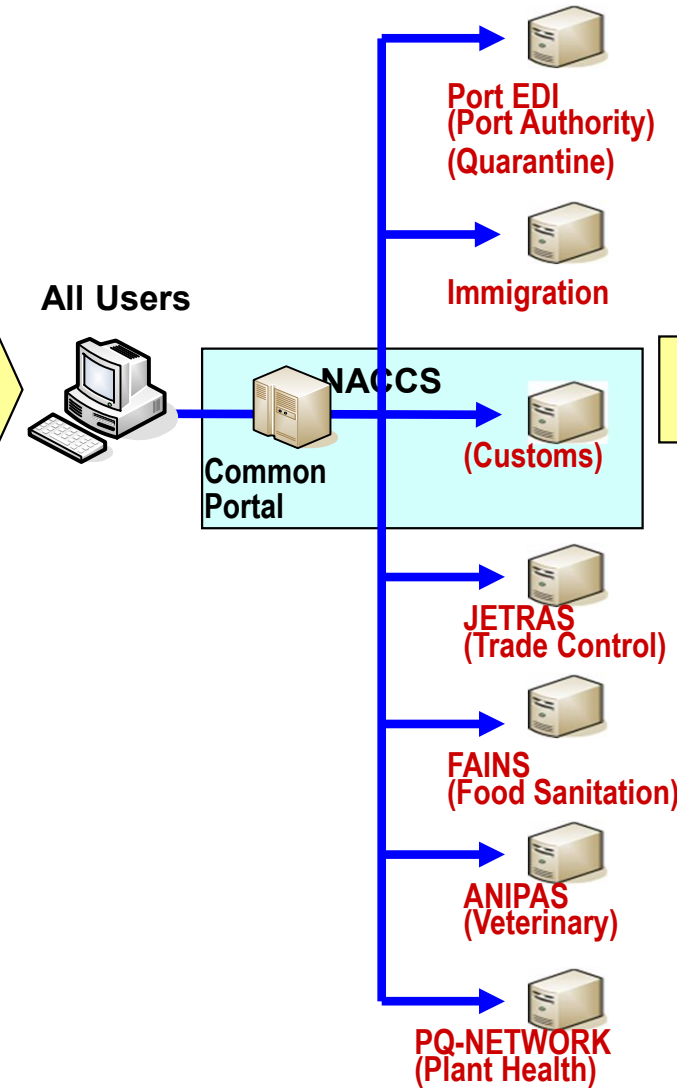 Port EDI
(Port Authority)
(Quarantine)
Immigration
All Users
NACCS
(Customs)
Common
Portal
JETRAS
(Trade Control)
FAINS
(Food Sanitation)
ANIPAS
(Veterinary)
PQ-NETWORK
(Plant Health)